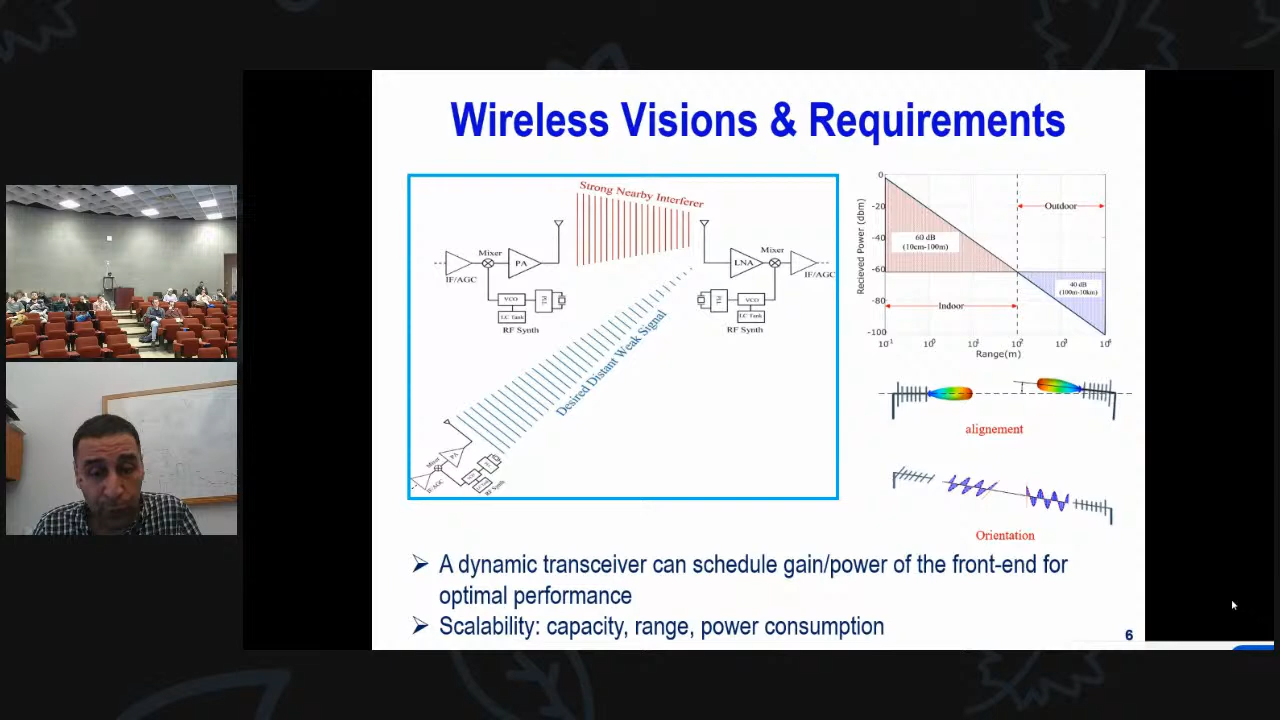 Wireless Visions & Requirements
Strong Nearby Interferer
Mixer
PA
IF/AGC
VCO
PLL
LC Tank
RF Synth
LNA
Mixer
IF/AGC
PLL
VCO
LC Tank
RF Synth
Desired Distant Weak Signal
Mixer
PA
IF/AGC
RF Synth
Recieved Power (dbm)
0
-20
-40
-60
-80
-100
Outdoor
60 dB
(10cm-100m)
40 dB
(100m-10km)
Indoor
10-1
100
101
102
103
Range(m)
alignement
Orientation
➢ A dynamic transceiver can schedule gain/power of the front-end for
optimal performance
➢ Scalability: capacity, range, power consumption
6